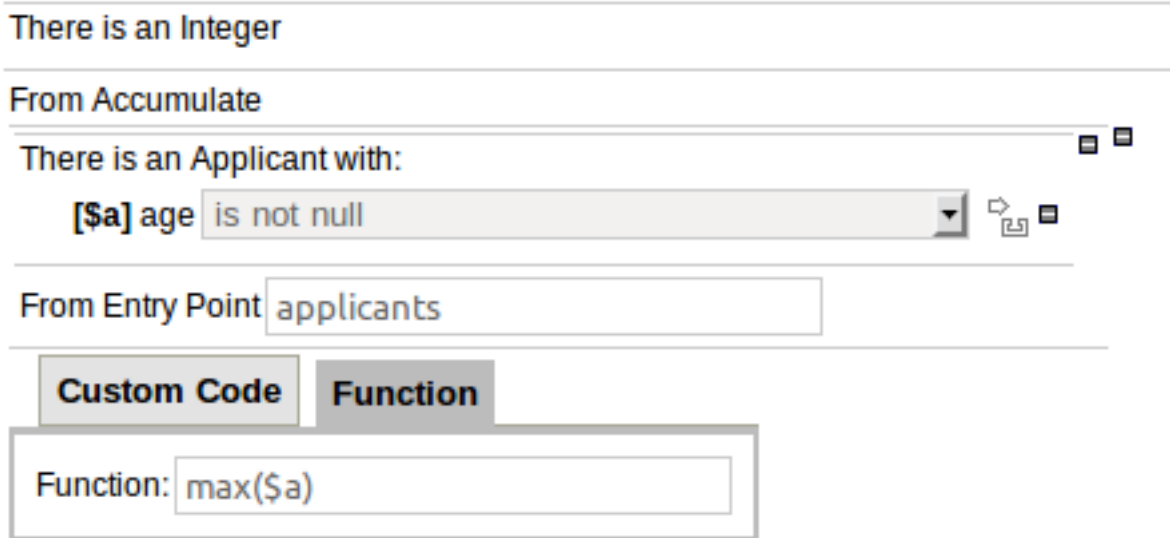 There is an Integer
From Accumulate
There is an Applicant with:
[$a] age is not null
From Entry Point applicants
Custom Code Function
Function: max($a)